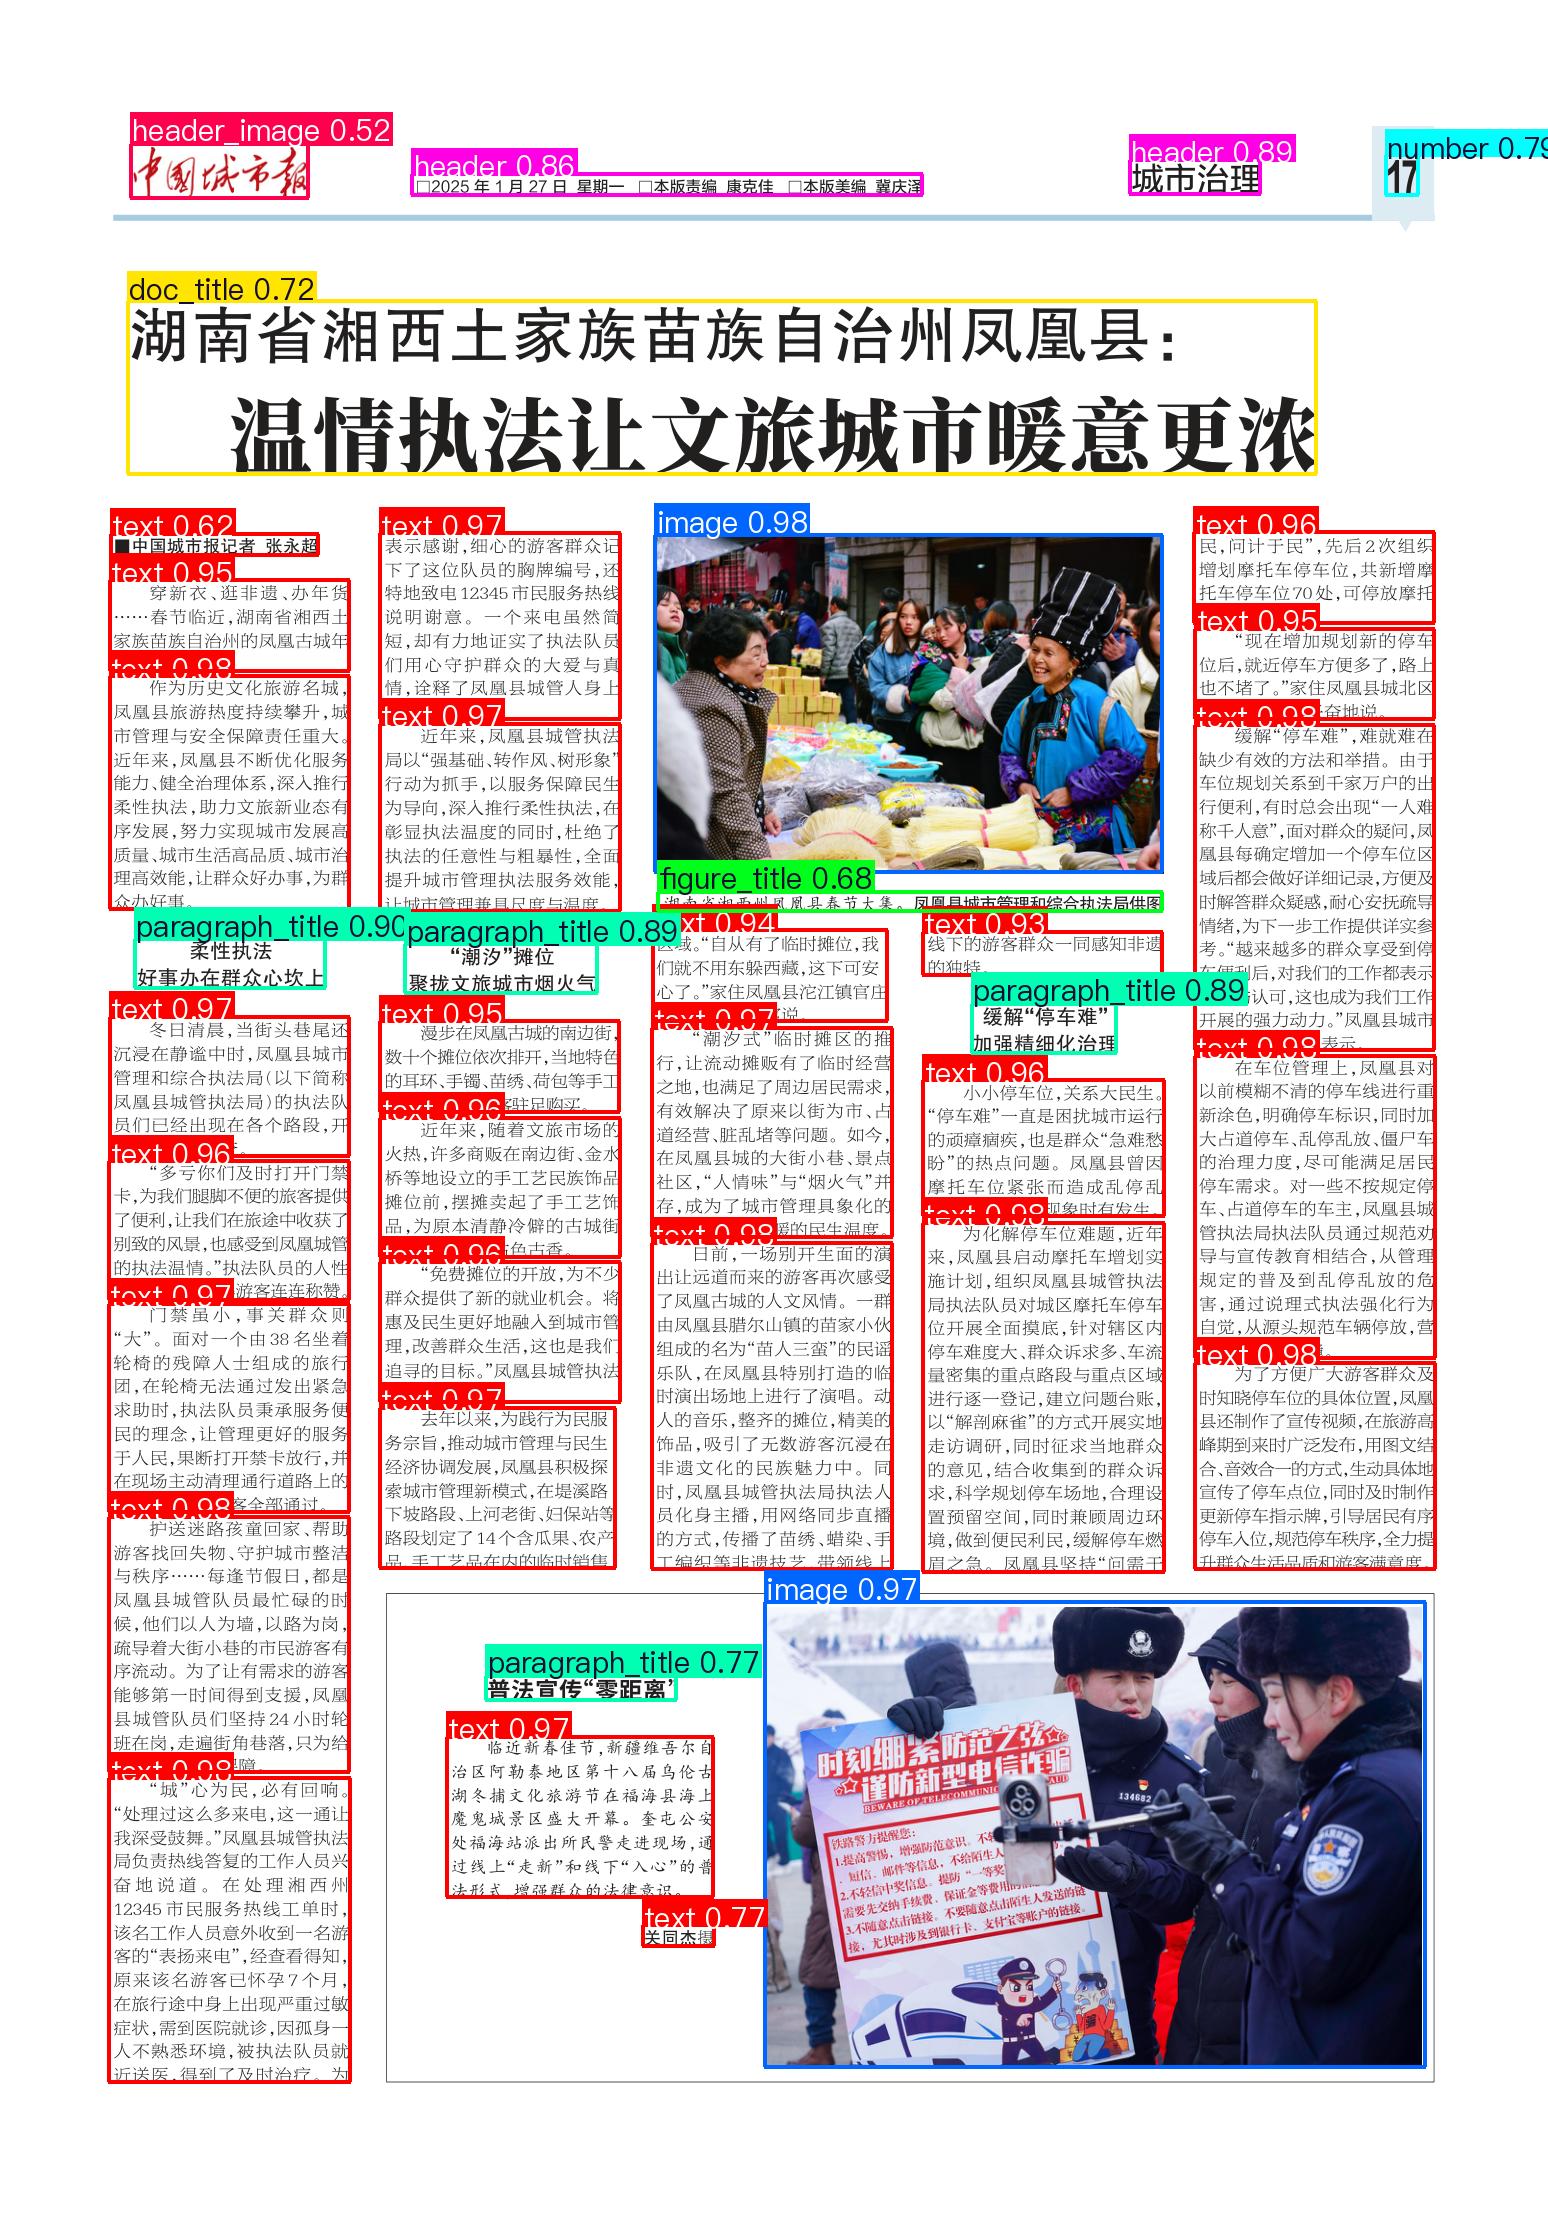 header_image 0.52
中国城市报
header 0.86
□2025年1月27日 星期一 □本版责编 康克佳 □本版美编 冀庆泽
header 0.89
城市治理
number 0.79
17
doc_title 0.72
湖南省湘西土家族苗族自治州凤凰县:
温情执法让文旅城市暖意更浓
text 0.62
■中国城市报记者 张永超
text 0.95
穿新衣、逛非遗、办年货
……春节临近,湖南省湘西土
家族苗族自治州的凤凰古城年
text 0.98
作为历史文化旅游名城,
凤凰县旅游热度持续攀升,城
市管理与安全保障责任重大。
近年来,凤凰县不断优化服务
能力、健全治理体系,深入推行
柔性执法,助力文旅新业态有
序发展,努力实现城市发展高
质量、城市生活高品质、城市治
理高效能,让群众好办事,为群
众办好事。
paragraph_title 0.90
柔性执法
好事办在群众心坎上
text 0.97
冬日清晨,当街头巷尾还
沉浸在静谧中时,凤凰县城市
管理和综合执法局(以下简称
凤凰县城管执法局)的执法队
员们已经出现在各个路段,开
text 0.96
“多亏你们及时打开门禁
卡,为我们腿脚不便的旅客提供
了便利,让我们在旅途中收获了
别致的风景,也感受到凤凰城管
的执法温情。”执法队员的人性
text 0.97
游客连连称赞。
门禁虽小,事关群众则
“大”。面对一个由38名坐着
轮椅的残障人士组成的旅行
团,在轮椅无法通过发出紧急
求助时,执法队员秉承服务便
民的理念,让管理更好的服务
于人民,果断打开禁卡放行,并
在现场主动清理通行道路上的
text 0.98
客全部通过。
护送迷路孩童回家、帮助
游客找回失物、守护城市整洁
与秩序……每逢节假日,都是
凤凰县城管队员最忙碌的时
候,他们以人为墙,以路为岗,
疏导着大街小巷的市民游客有
序流动。为了让有需求的游客
能够第一时间得到支援,凤凰
县城管队员们坚持24小时轮
班在岗,走遍街角巷落,只为给
text 0.98
障。
“城”心为民,必有回响。
“处理过这么多来电,这一通让
我深受鼓舞。”凤凰县城管执法
局负责热线答复的工作人员兴
奋地说道。在处理湘西州
12345市民服务热线工单时,
该名工作人员意外收到一名游
客的“表扬来电”,经查看得知,
原来该名游客已怀孕7个月,
在旅行途中身上出现严重过敏
症状,需到医院就诊,因孤身一
人不熟悉环境,被执法队员就
近送医,得到了及时治疗。为
text 0.97
表示感谢,细心的游客群众记
下了这位队员的胸牌编号,还
特地致电12345市民服务热线
说明谢意。一个来电虽然简
短,却有力地证实了执法队员
们用心守护群众的大爱与真
情,诠释了凤凰县城管人身上
text 0.97
近年来,凤凰县城管执法
局以“强基础、转作风、树形象”
行动为抓手,以服务保障民生
为导向,深入推行柔性执法,在
彰显执法温度的同时,杜绝了
执法的任意性与粗暴性,全面
提升城市管理执法服务效能,
让城市管理兼具尺度与温度。
paragraph_title 0.89
“潮汐”摊位
聚拢文旅城市烟火气
text 0.95
漫步在凤凰古城的南边街,
数十个摊位依次排开,当地特色
的耳环、手镯、苗绣、荷包等手工
text 0.96
客驻足购买。
近年来,随着文旅市场的
火热,许多商贩在南边街、金水
桥等地设立的手工艺民族饰品
摊位前,摆摊卖起了手工艺饰
品,为原本清静冷僻的古城街
text 0.96
古色古香。
“免费摊位的开放,为不少
群众提供了新的就业机会。将
惠及民生更好地融入到城市管
理,改善群众生活,这也是我们
追寻的目标。”凤凰县城管执法
text 0.97
去年以来,为践行为民服
务宗旨,推动城市管理与民生
经济协调发展,凤凰县积极探
索城市管理新模式,在堤溪路
下坡路段、上河老街、妇保站等
路段划定了14个含瓜果、农产
品、手工艺品在内的临时销售
image 0.98
figure_title 0.68
湖南省湘西州凤凰县春节大集。凤凰县城市管理和综合执法局供图
text 0.94
区域。“自从有了临时摊位,我
们就不用东躲西藏,这下可安
心了。”家住凤凰县沱江镇官庄
说。
text 0.97
“潮汐式”临时摊区的推
行,让流动摊贩有了临时经营
之地,也满足了周边居民需求,
有效解决了原来以街为市、占
道经营、脏乱堵等问题。如今,
在凤凰县城的大街小巷、景点
社区,“人情味”与“烟火气”并
存,成为了城市管理具象化的
text 0.98
暖的民生温度。
日前,一场别开生面的演
出让远道而来的游客再次感受
了凤凰古城的人文风情。一群
由凤凰县腊尔山镇的苗家小伙
组成的名为“苗人三蛮”的民谣
乐队,在凤凰县特别打造的临
时演出场地上进行了演唱。动
人的音乐,整齐的摊位,精美的
饰品,吸引了无数游客沉浸在
非遗文化的民族魅力中。同
时,凤凰县城管执法局执法人
员化身主播,用网络同步直播
的方式,传播了苗绣、蜡染、手
工编织等非遗技艺,带领线上
text 0.93
线下的游客群众一同感知非遗
的独特。
paragraph_title 0.89
缓解“停车难”
加强精细化治理
text 0.96
小小停车位,关系大民生。
“停车难”一直是困扰城市运行
的顽瘴痼疾,也是群众“急难愁
盼”的热点问题。凤凰县曾因
摩托车位紧张而造成乱停乱
text 0.98
现象时有发生。
为化解停车位难题,近年
来,凤凰县启动摩托车增划实
施计划,组织凤凰县城管执法
局执法队员对城区摩托车停车
位开展全面摸底,针对辖区内
停车难度大、群众诉求多、车流
量密集的重点路段与重点区域
进行逐一登记,建立问题台账,
以“解剖麻雀”的方式开展实地
走访调研,同时征求当地群众
的意见,结合收集到的群众诉
求,科学规划停车场地,合理设
置预留空间,同时兼顾周边环
境,做到便民利民,缓解停车燃
眉之急。凤凰县坚持“问需于
text 0.96
民,问计于民”,先后2次组织
增划摩托车停车位,共新增摩
托车停车位70处,可停放摩托
text 0.95
“现在增加规划新的停车
位后,就近停车方便多了,路上
也不堵了。”家住凤凰县城北区
text 0.98
奋地说。
缓解“停车难”,难就难在
缺少有效的方法和举措。由于
车位规划关系到千家万户的出
行便利,有时总会出现“一人难
称千人意”,面对群众的疑问,凤
凰县每确定增加一个停车位区
域后都会做好详细记录,方便及
时解答群众疑惑,耐心安抚疏导
情绪,为下一步工作提供详实参
考。“越来越多的群众享受到停
车便利后,对我们的工作都表示
与认可,这也成为我们工作
开展的强力动力。”凤凰县城市
text 0.98
表示。
在车位管理上,凤凰县对
以前模糊不清的停车线进行重
新涂色,明确停车标识,同时加
大占道停车、乱停乱放、僵尸车
的治理力度,尽可能满足居民
停车需求。对一些不按规定停
车、占道停车的车主,凤凰县城
管执法局执法队员通过规范劝
导与宣传教育相结合,从管理
规定的普及到乱停乱放的危
害,通过说理式执法强化行为
自觉,从源头规范车辆停放,营
text 0.98
为了方便广大游客群众及
时知晓停车位的具体位置,凤凰
县还制作了宣传视频,在旅游高
峰期到来时广泛发布,用图文结
合、音效合一的方式,生动具体地
宣传了停车点位,同时及时制作
更新停车指示牌,引导居民有序
停车入位,规范停车秩序,全力提
升群众生活品质和游客满意度。
paragraph_title 0.77
普法宣传“零距离”
text 0.97
临近新春佳节,新疆维吾尔自
治区阿勒泰地区第十八届乌伦古
湖冬捕文化旅游节在福海县海上
魔鬼城景区盛大开幕。奎屯公安
处福海站派出所民警走进现场,通
过线上“走新”和线下“入心”的普
法形式,增强群众的法律意识。
text 0.77
关同杰摄
image 0.97
时刻绷紧防范之弦
谨防新型电信诈骗
BEWARE OF TELECOMMUNIC
AUD
134682
铁路警方提醒您:
1.提高警惕,增强防范意识。不轻
短信、邮件等信息,不给陌生人
2.不轻信中奖信息。提防“一等奖
需要先交纳手续费、保证金等费用的
3.不随意点击链接。不要随意点击陌生人发送的链
接,尤其时涉及到银行卡、支付宝等账户的链接。